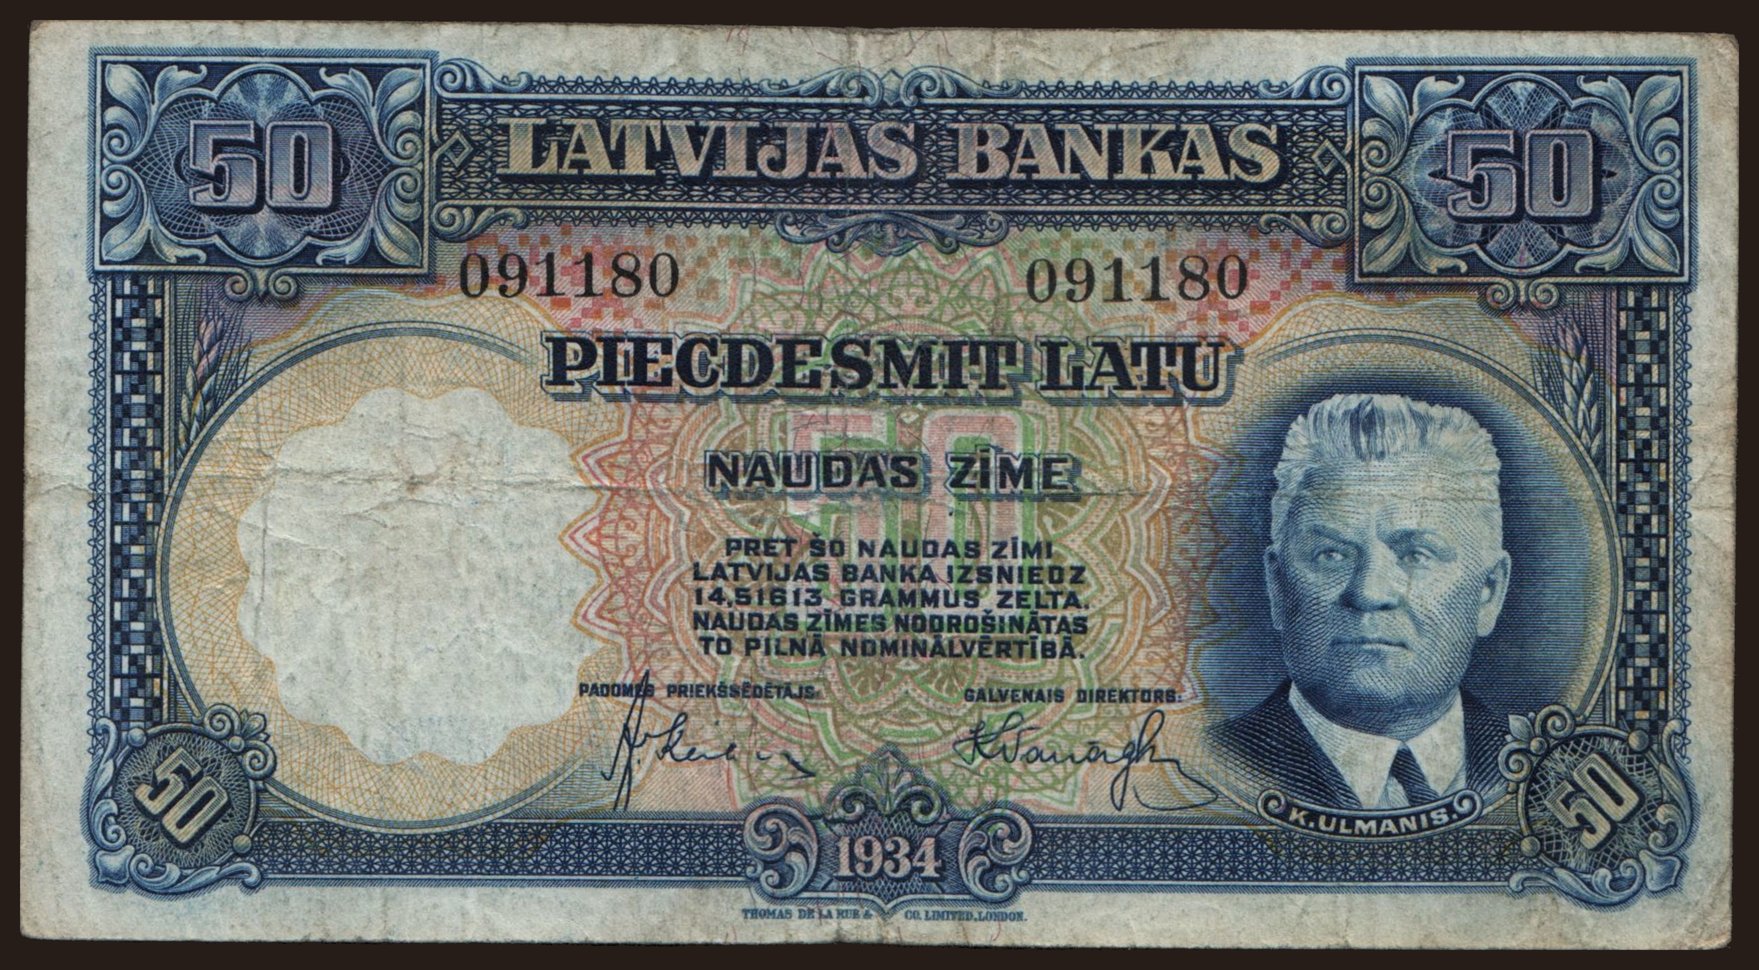 50 LATVIJAS BANKAS 50
091180 091180
PIECDESMIT LATU
50
NAUDAS ZĪME
PRET ŠO NAUDAS ZĪMI
LATVIJAS BANKA IZSNIEDZ
14,51613 GRAMMUS ZELTA.
NAUDAS ZĪMES NODROŠINĀTAS
TO PILNĀ NOMINĀLVĒRTĪBĀ.
PADOMES PRIEKŠSĒDĒTĀJS: GALVENAIS DIREKTORS:
K. ULMANIS.
50 1934 50
THOMAS DE LA RUE & CO. LIMITED, LONDON.